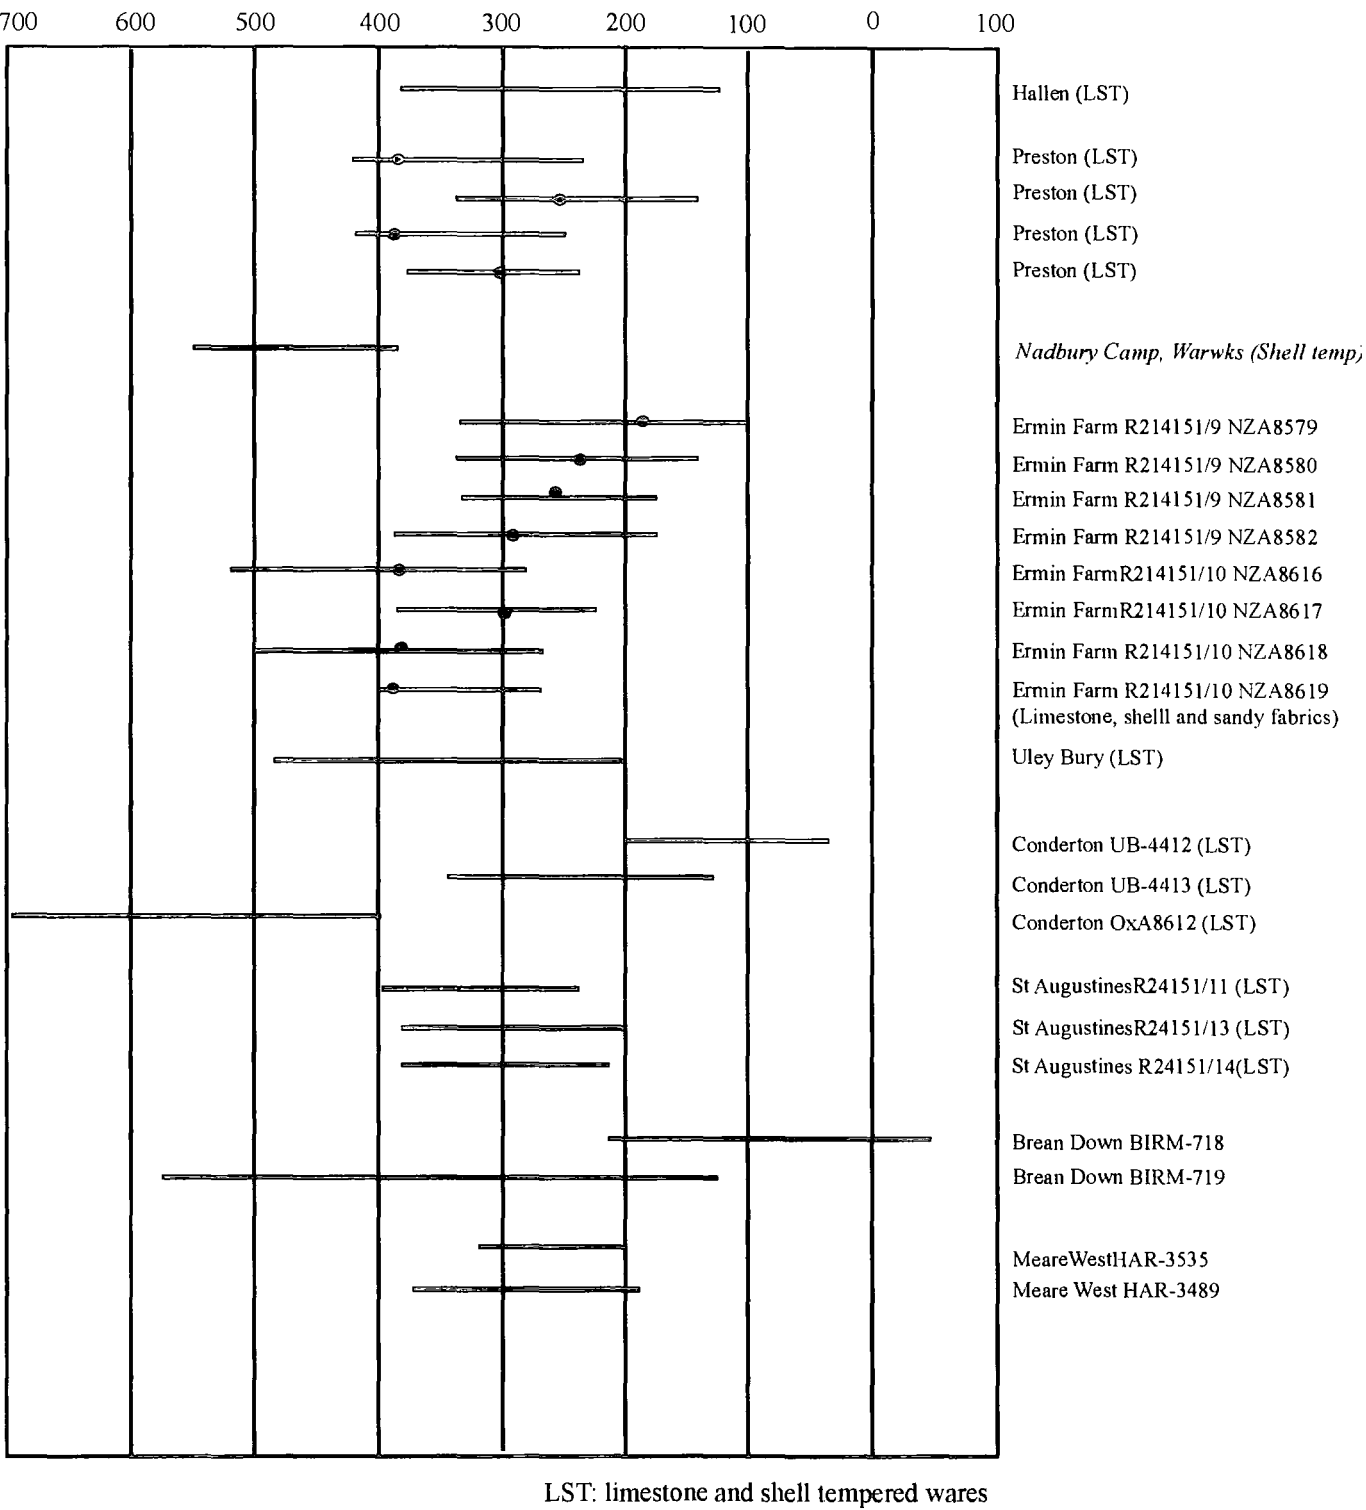 700 600 500 400 300 200 100 0 100
Hallen (LST)
Preston (LST)
Preston (LST)
Preston (LST)
Preston (LST)
Nadbury Camp, Warwks (Shell temp)
Ermin Farm R214151/9 NZA8579
Ermin Farm R214151/9 NZA8580
Ermin Farm R214151/9 NZA8581
Ermin Farm R214151/9 NZA8582
Ermin FarmR214151/10 NZA8616
Ermin FarmR214151/10 NZA8617
Ermin Farm R214151/10 NZA8618
Ermin Farm R214151/10 NZA8619
(Limestone, shelll and sandy fabrics)
Uley Bury (LST)
Conderton UB-4412 (LST)
Conderton UB-4413 (LST)
Conderton OxA8612 (LST)
St AugustinesR24151/11 (LST)
St AugustinesR24151/13 (LST)
St Augustines R24151/14(LST)
Brean Down BIRM-718
Brean Down BIRM-719
MeareWestHAR-3535
Meare West HAR-3489
LST: limestone and shell tempered wares